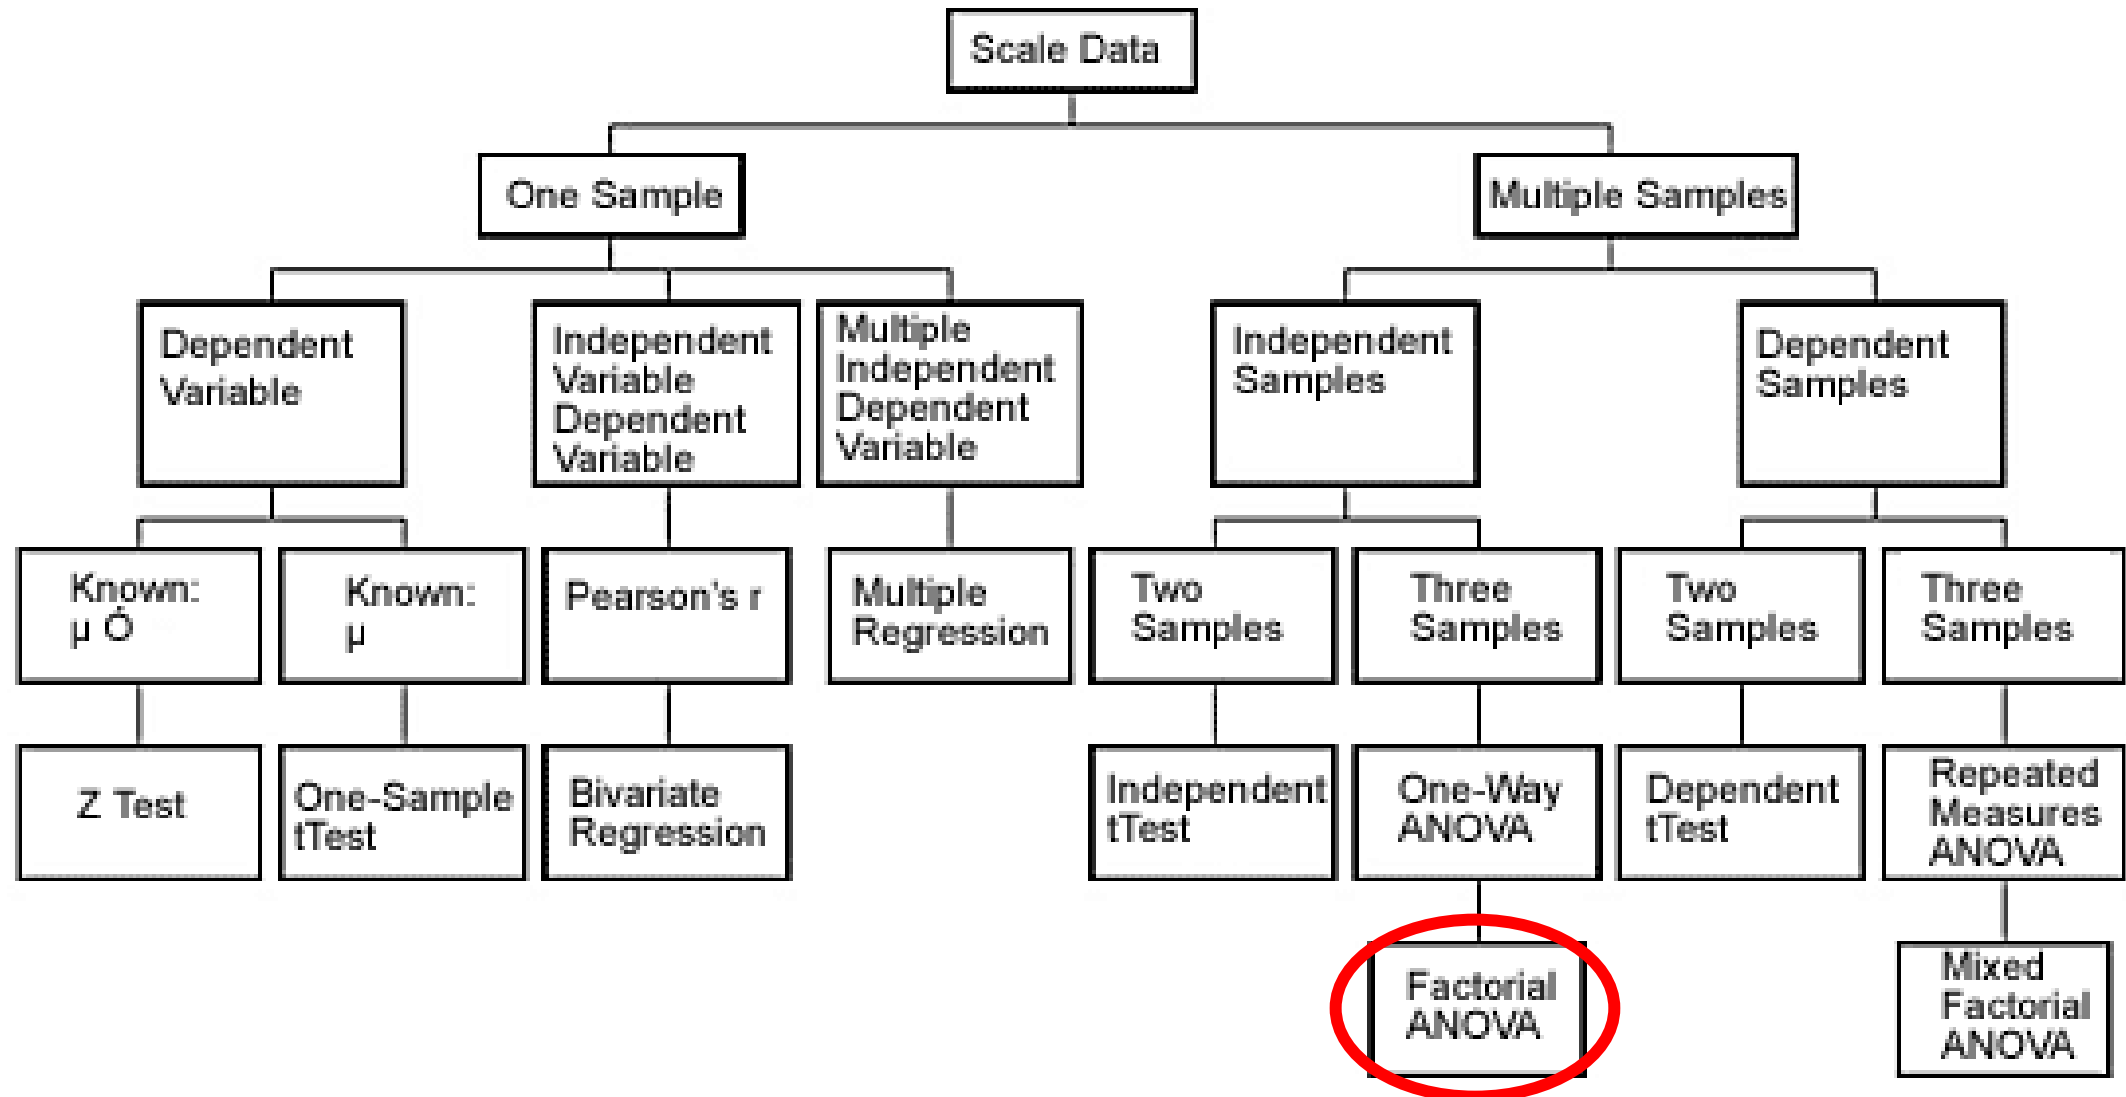 Scale Data
One Sample
Multiple Samples
Dependent
Variable
Independent
Variable
Dependent
Variable
Multiple
Independent
Dependent
Variable
Independent
Samples
Dependent
Samples
Known:
µ Ó
Known:
µ
Pearson's r
Multiple
Regression
Two
Samples
Three
Samples
Two
Samples
Three
Samples
Z Test
One-Sample
tTest
Bivariate
Regression
Independent
tTest
One-Way
ANOVA
Dependent
tTest
Repeated
Measures
ANOVA
Factorial
ANOVA
Mixed
Factorial
ANOVA